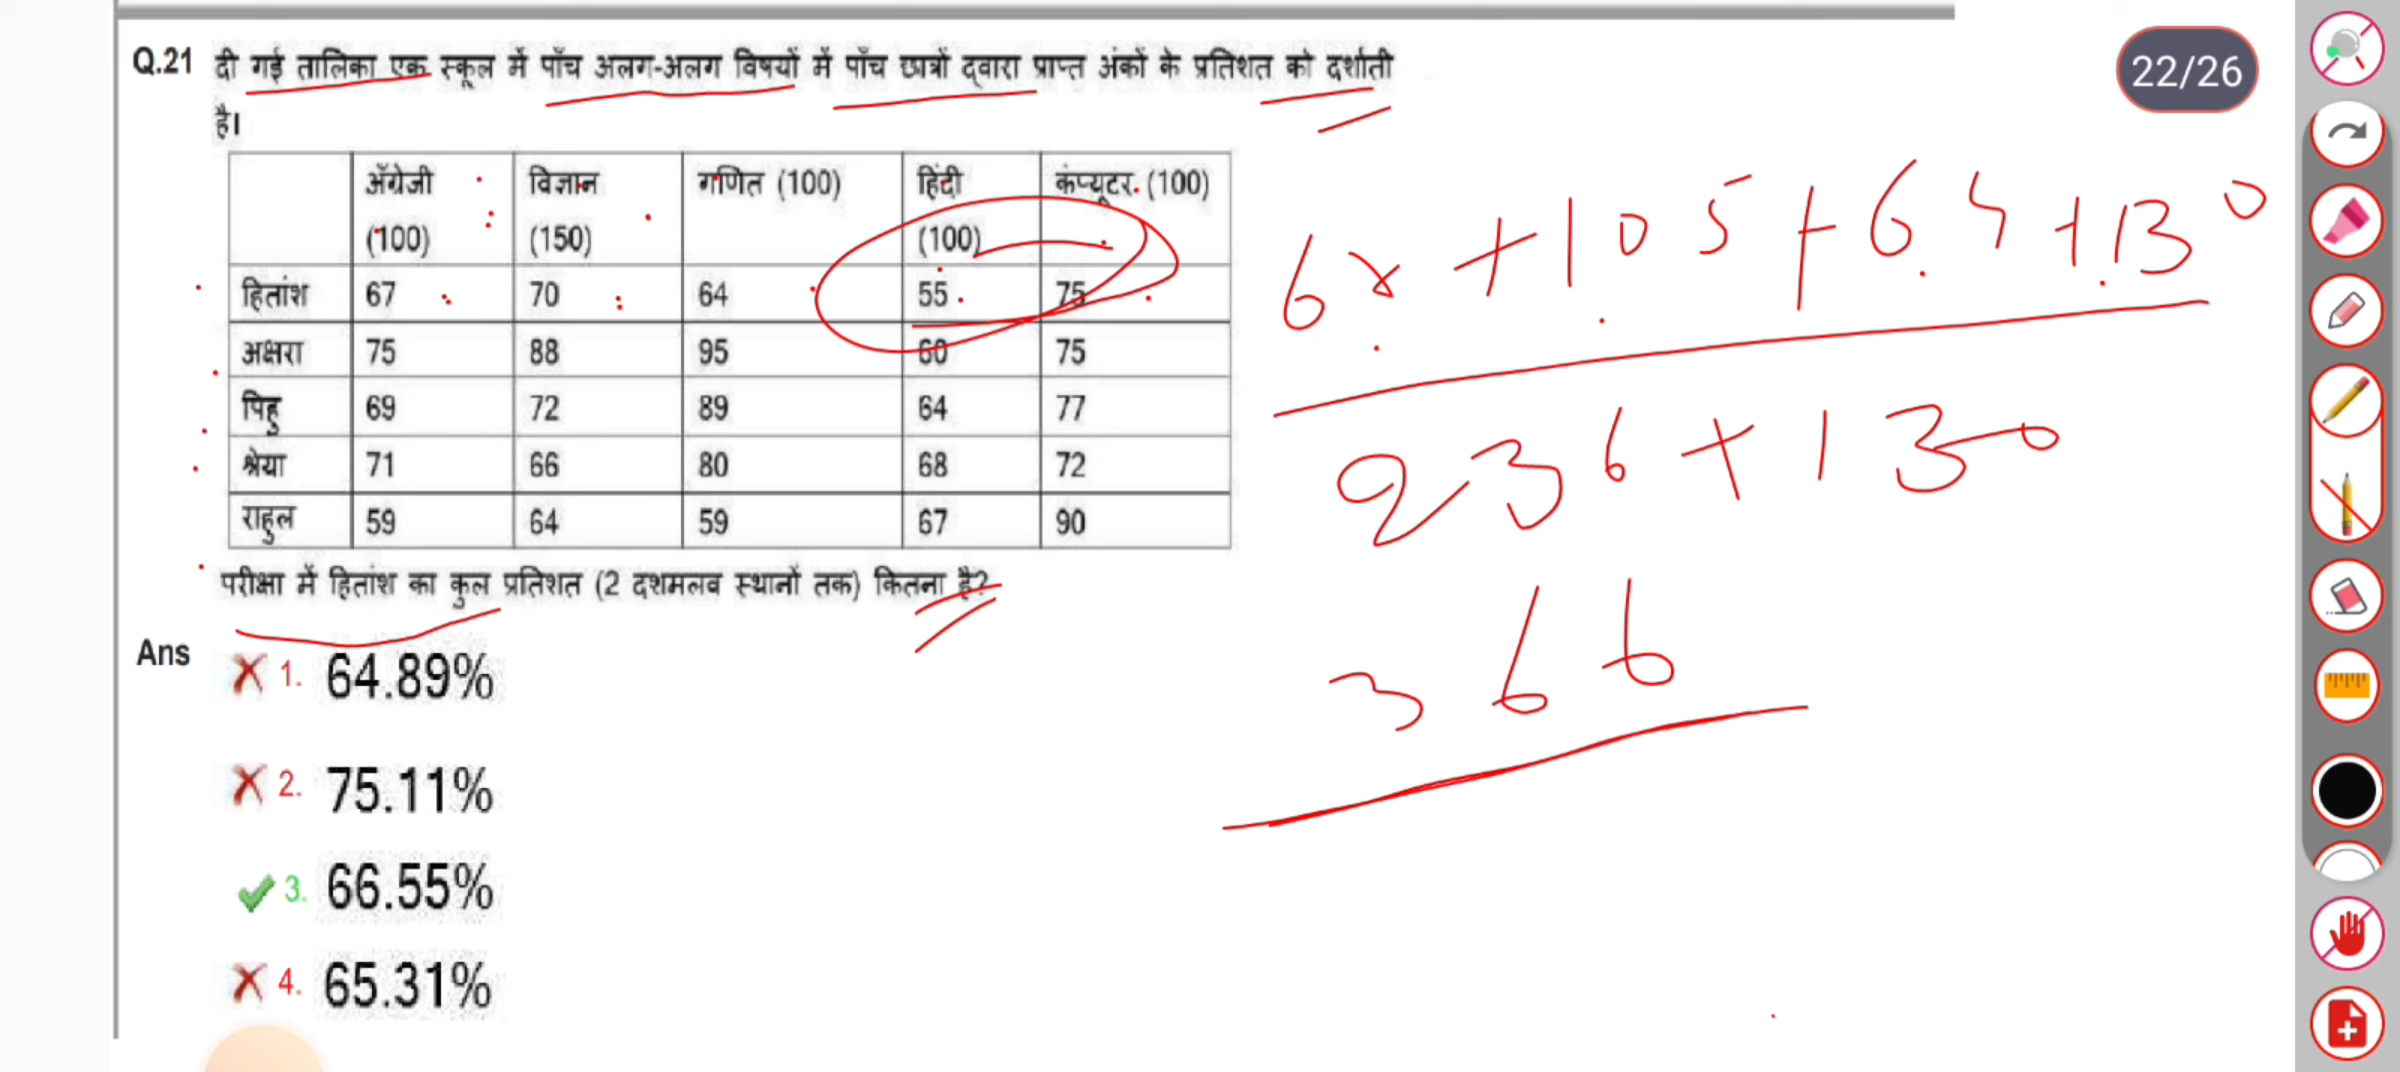 22/26
Q.21 दी गई तालिका एक स्कूल में पाँच अलग-अलग विषयों में पाँच छात्रों द्वारा प्राप्त अंकों के प्रतिशत को दर्शाती
है।
अँग्रेजी (100) विज्ञान (150) गणित (100) हिंदी (100) कंप्यूटर (100)
हितांश 67 70 64 55 75
अक्षरा 75 88 95 60 75
पिहु 69 72 89 64 77
श्रेया 71 66 80 68 72
राहुल 59 64 59 67 90
परीक्षा में हितांश का कुल प्रतिशत (2 दशमलव स्थानों तक) कितना है?
Ans
1. 64.89%
2. 75.11%
3. 66.55%
4. 65.31%
+105+64+130
236+130
366